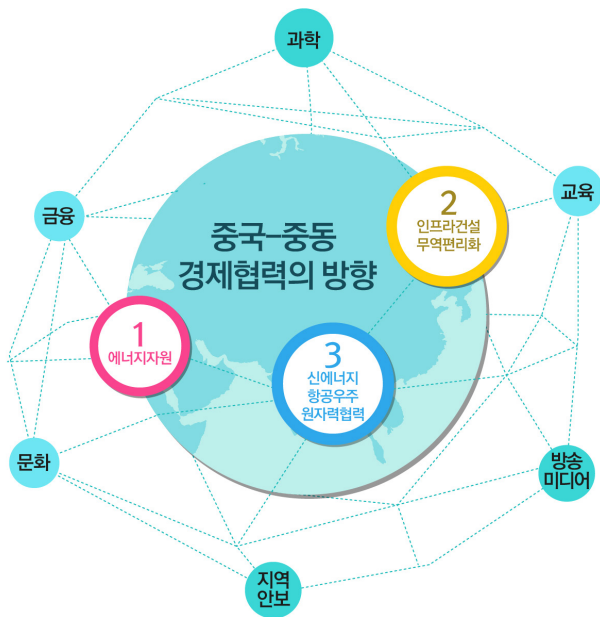 과학
금융
교육
중국-중동
경제협력의 방향
2
인프라건설
무역편리화
1
에너지자원
3
신에너지
항공우주
원자력협력
문화
방송
미디어
지역
안보